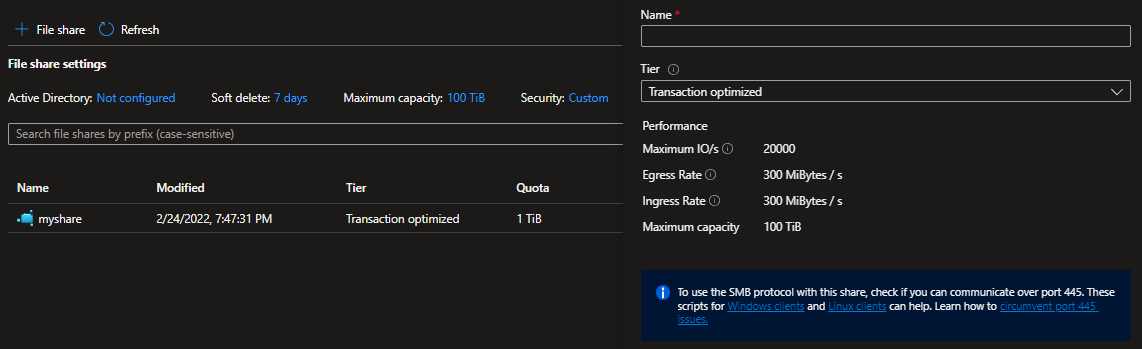 File share
Refresh
File share settings
Active Directory: Not configured
Soft delete: 7 days
Maximum capacity: 100 TiB
Security: Custom
Search file shares by prefix (case-sensitive)
Name Modified Tier Quota
myshare 2/24/2022, 7:47:31 PM Transaction optimized 1 TiB
Name *
Tier
Transaction optimized
Performance
Maximum IO/s 20000
Egress Rate 300 MiBytes / s
Ingress Rate 300 MiBytes / s
Maximum capacity 100 TiB
To use the SMB protocol with this share, check if you can communicate over port 445. These
scripts for Windows clients and Linux clients can help. Learn how to circumvent port 445
issues.